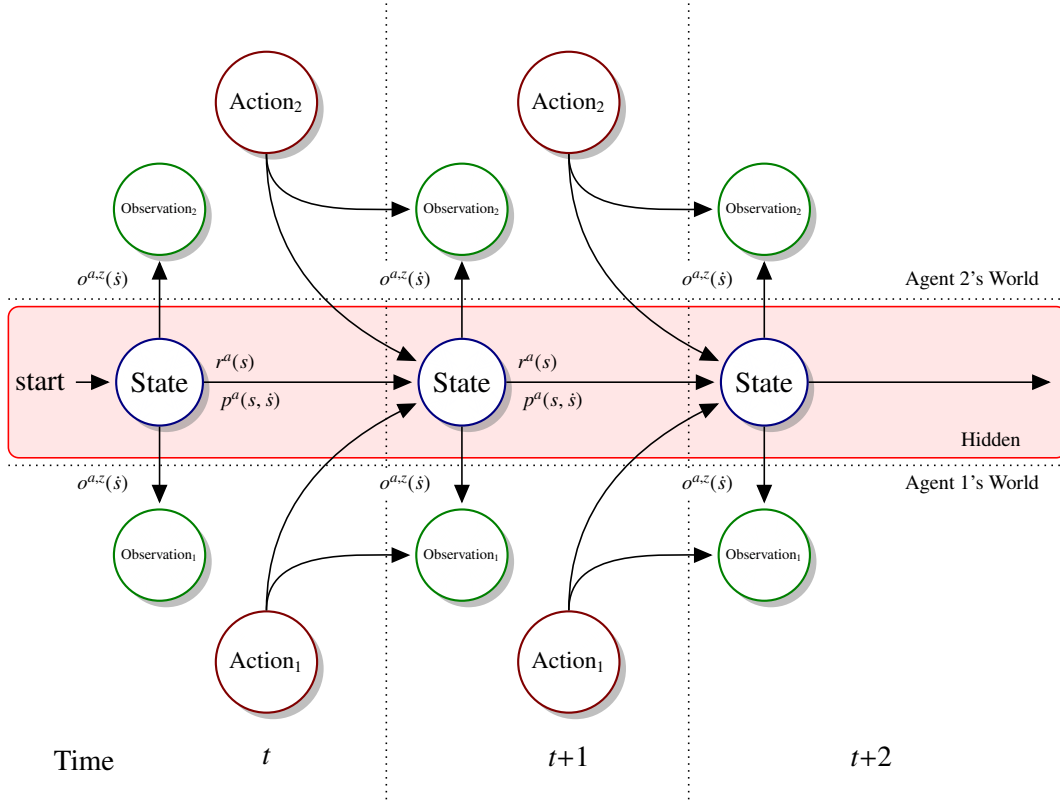 Action₂
Action₂
Observation₂
Observation₂
Observation₂
o^{a,z}(ṡ)
o^{a,z}(ṡ)
o^{a,z}(ṡ)
Agent 2's World
start
State
r^a(s)
p^a(s, ṡ)
State
r^a(s)
p^a(s, ṡ)
State
Hidden
o^{a,z}(ṡ)
o^{a,z}(ṡ)
o^{a,z}(ṡ)
Agent 1's World
Observation₁
Observation₁
Observation₁
Action₁
Action₁
Time
t
t+1
t+2